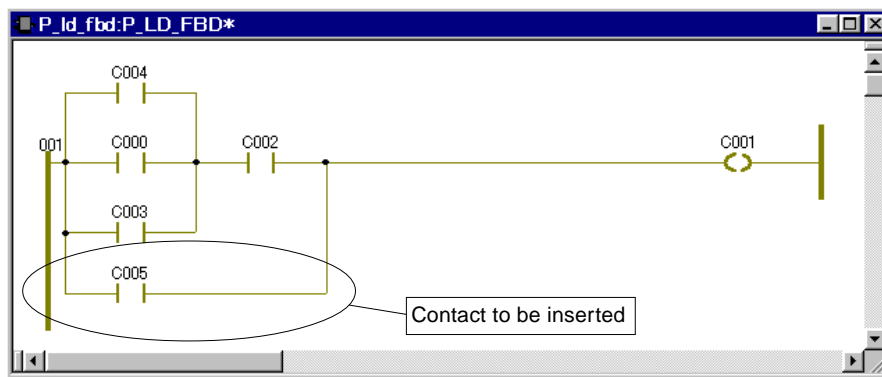 P_ld_fbd:P_LD_FBD*
C004
001 C000 C002 C001
C003
C005
Contact to be inserted